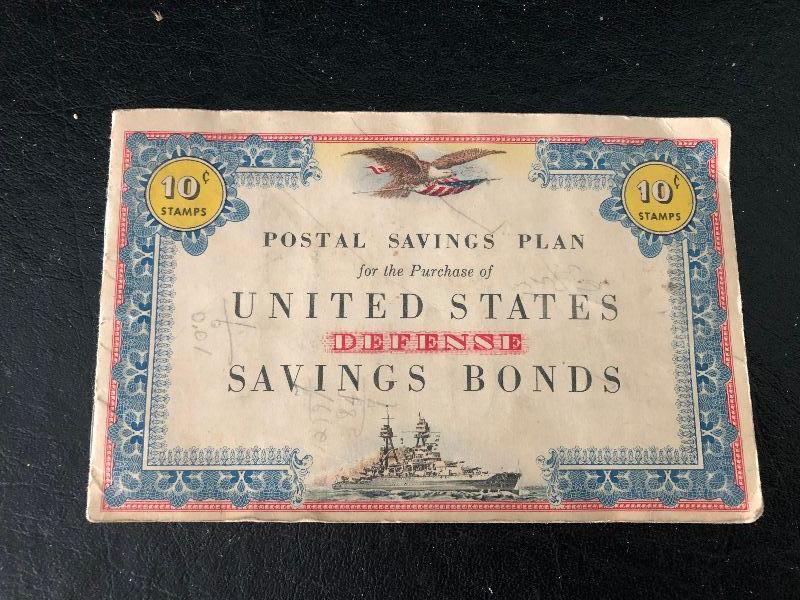 10¢
STAMPS
10¢
STAMPS
POSTAL SAVINGS PLAN
for the Purchase of
UNITED STATES
DEFENSE
SAVINGS BONDS